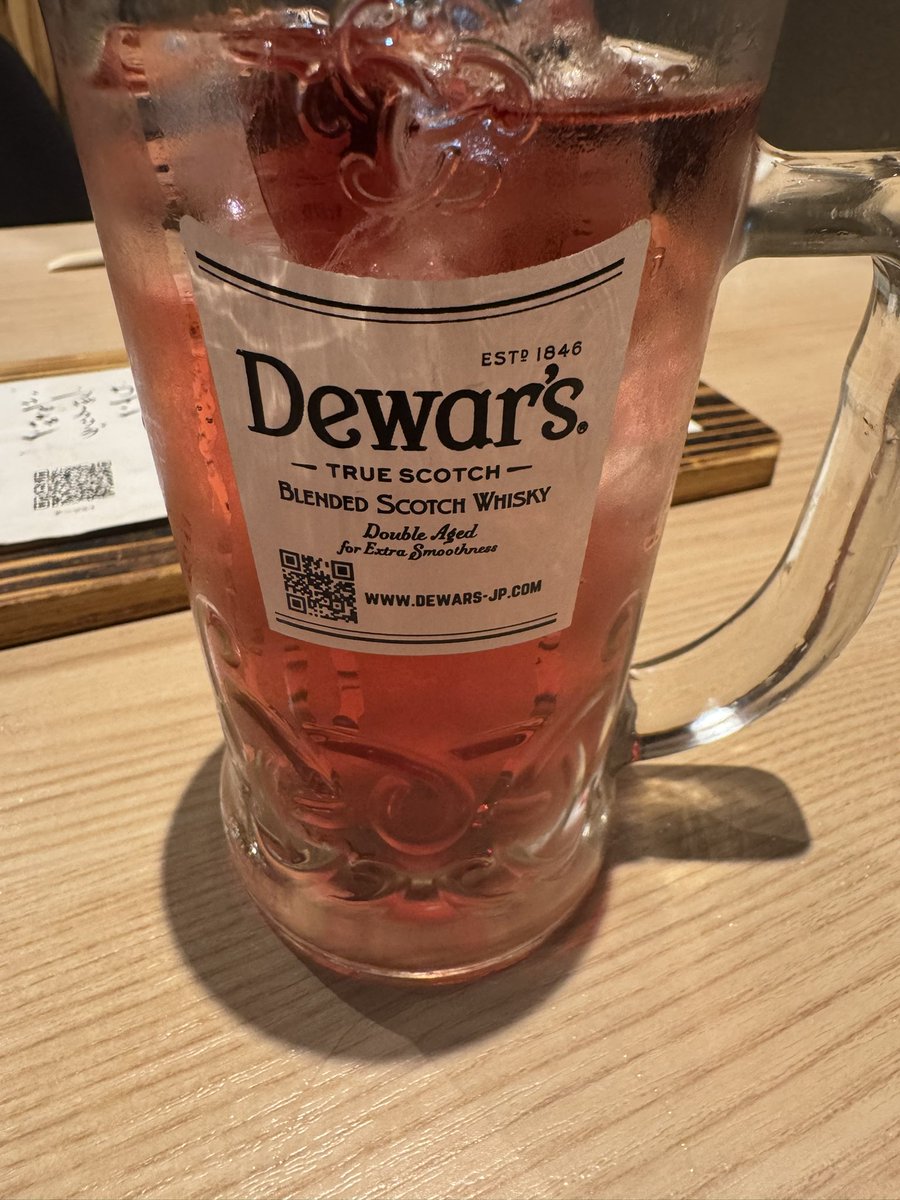 ESTD 1846
Dewar's®
TRUE SCOTCH
BLENDED SCOTCH WHISKY
Double Aged
for Extra Smoothness
WWW.DEWARS-JP.COM